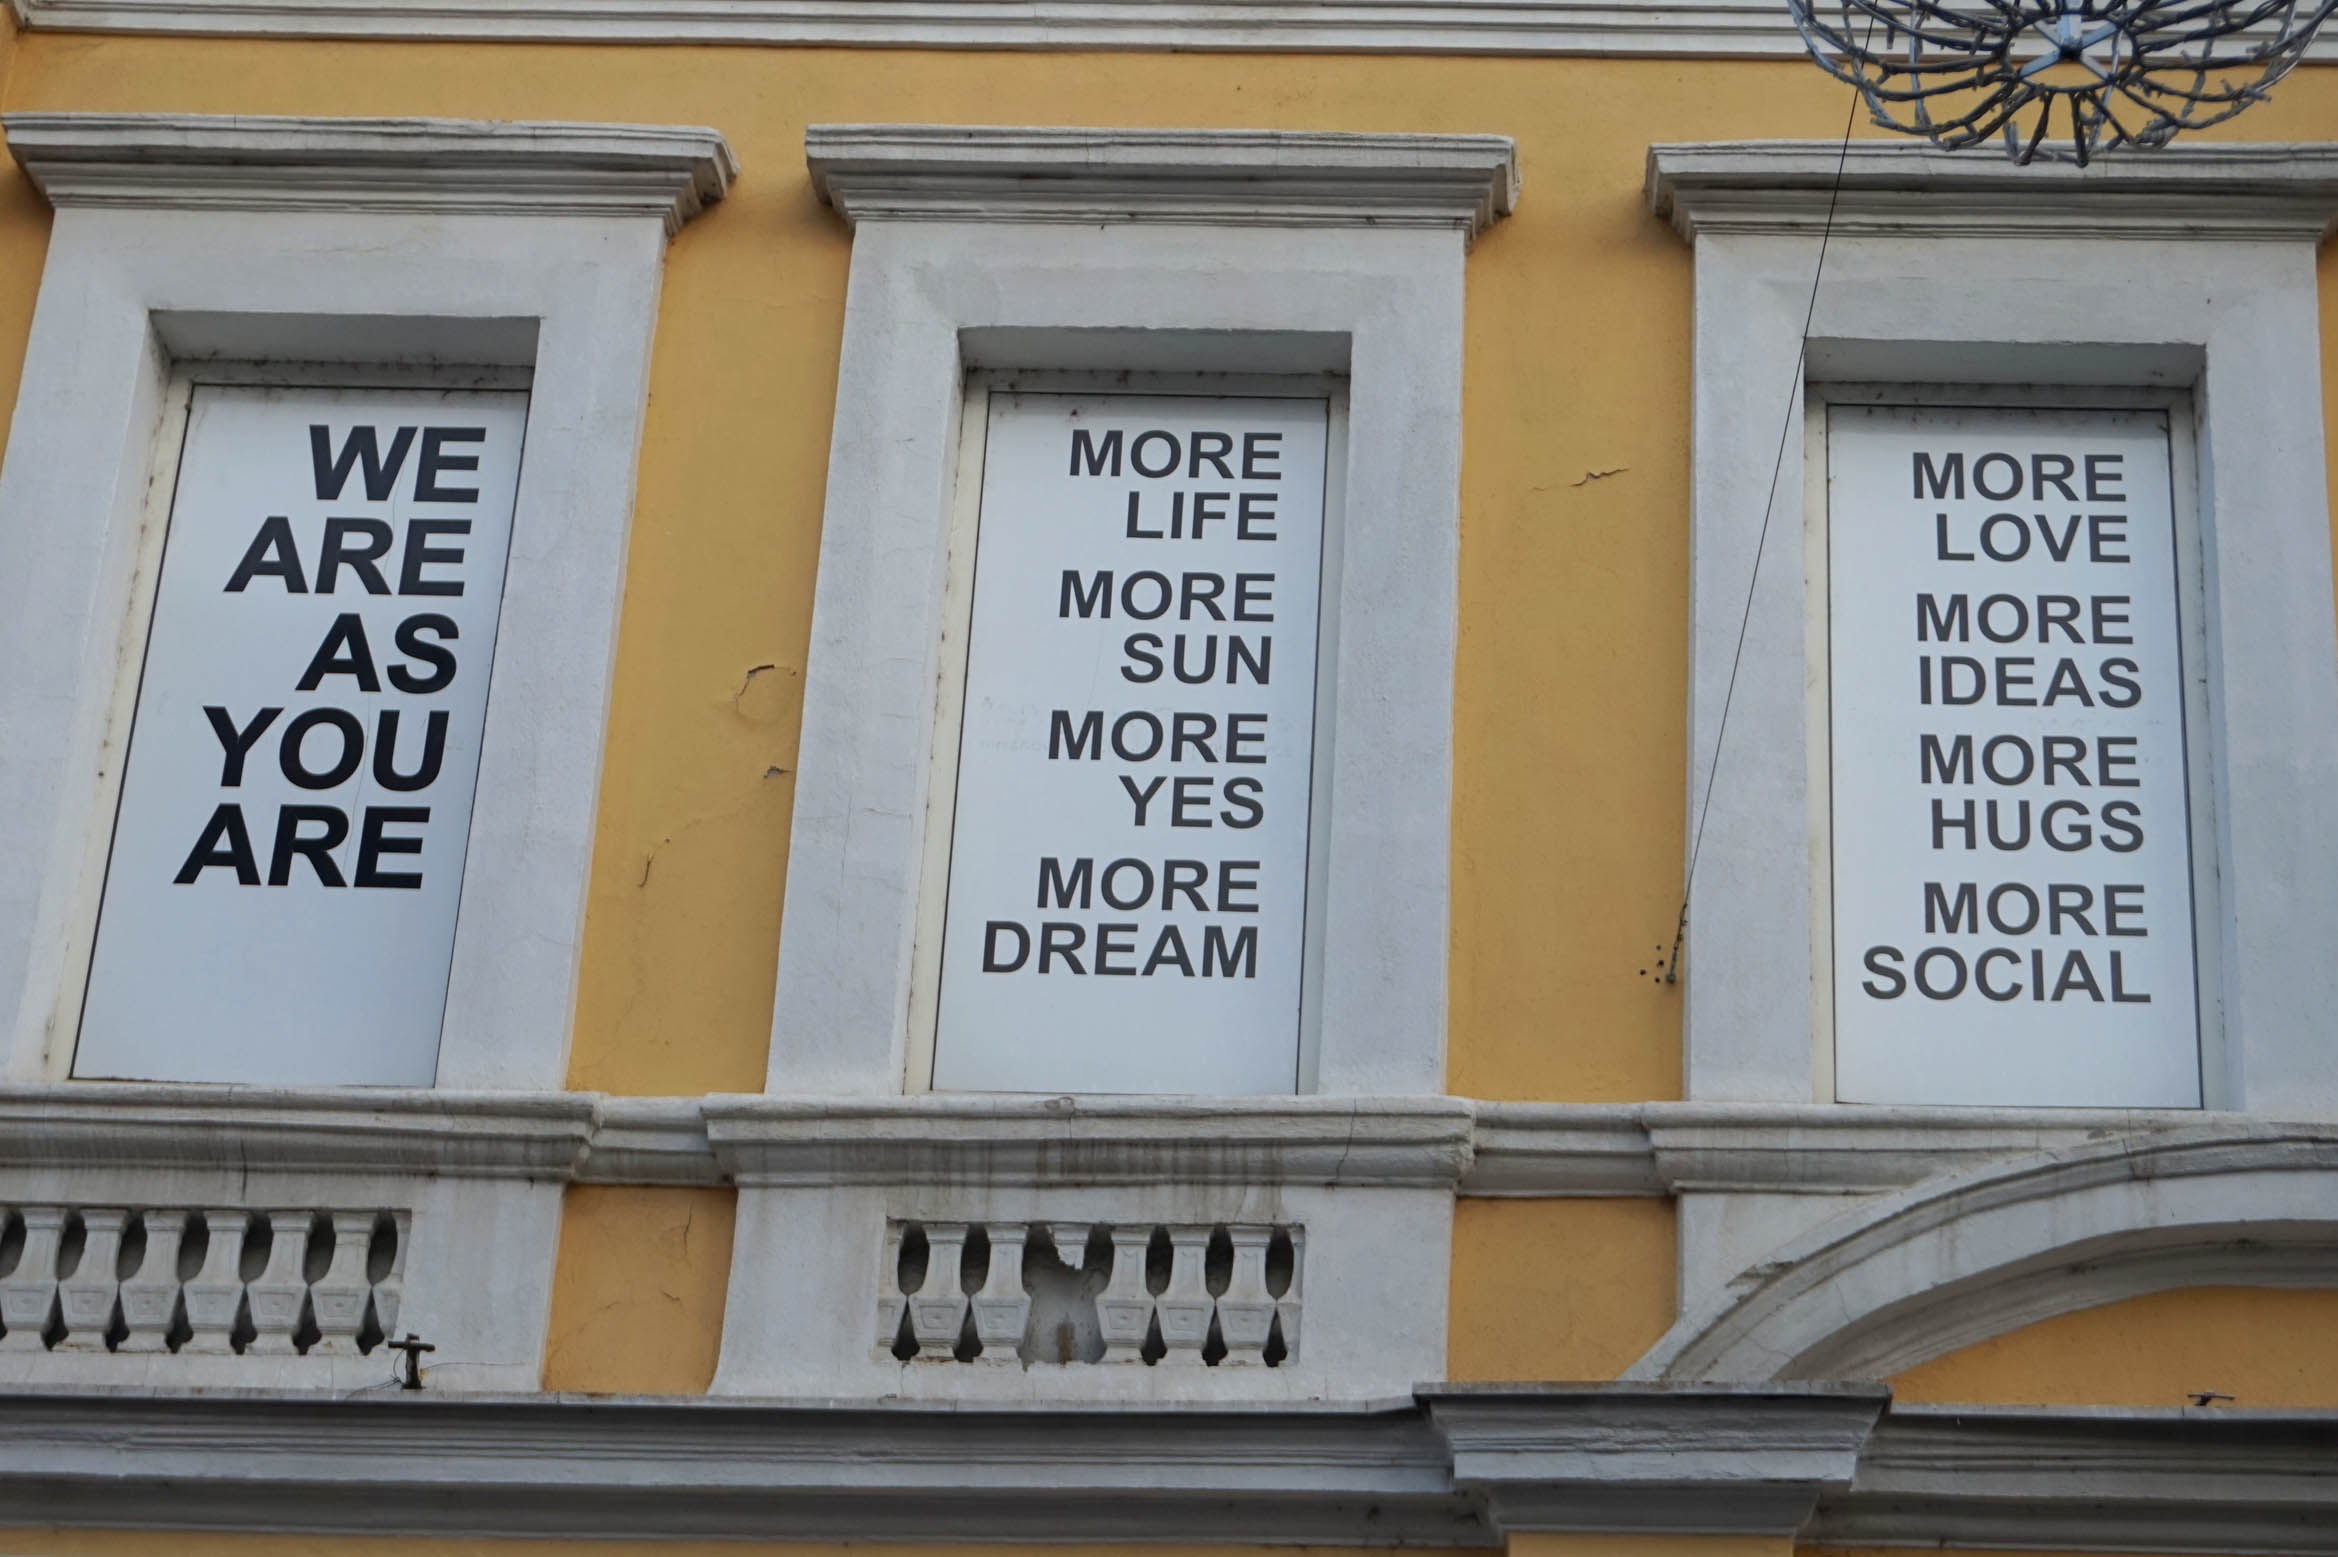 WE
ARE
AS
YOU
ARE
MORE
LIFE
MORE
SUN
MORE
YES
MORE
DREAM
MORE
LOVE
MORE
IDEAS
MORE
HUGS
MORE
SOCIAL